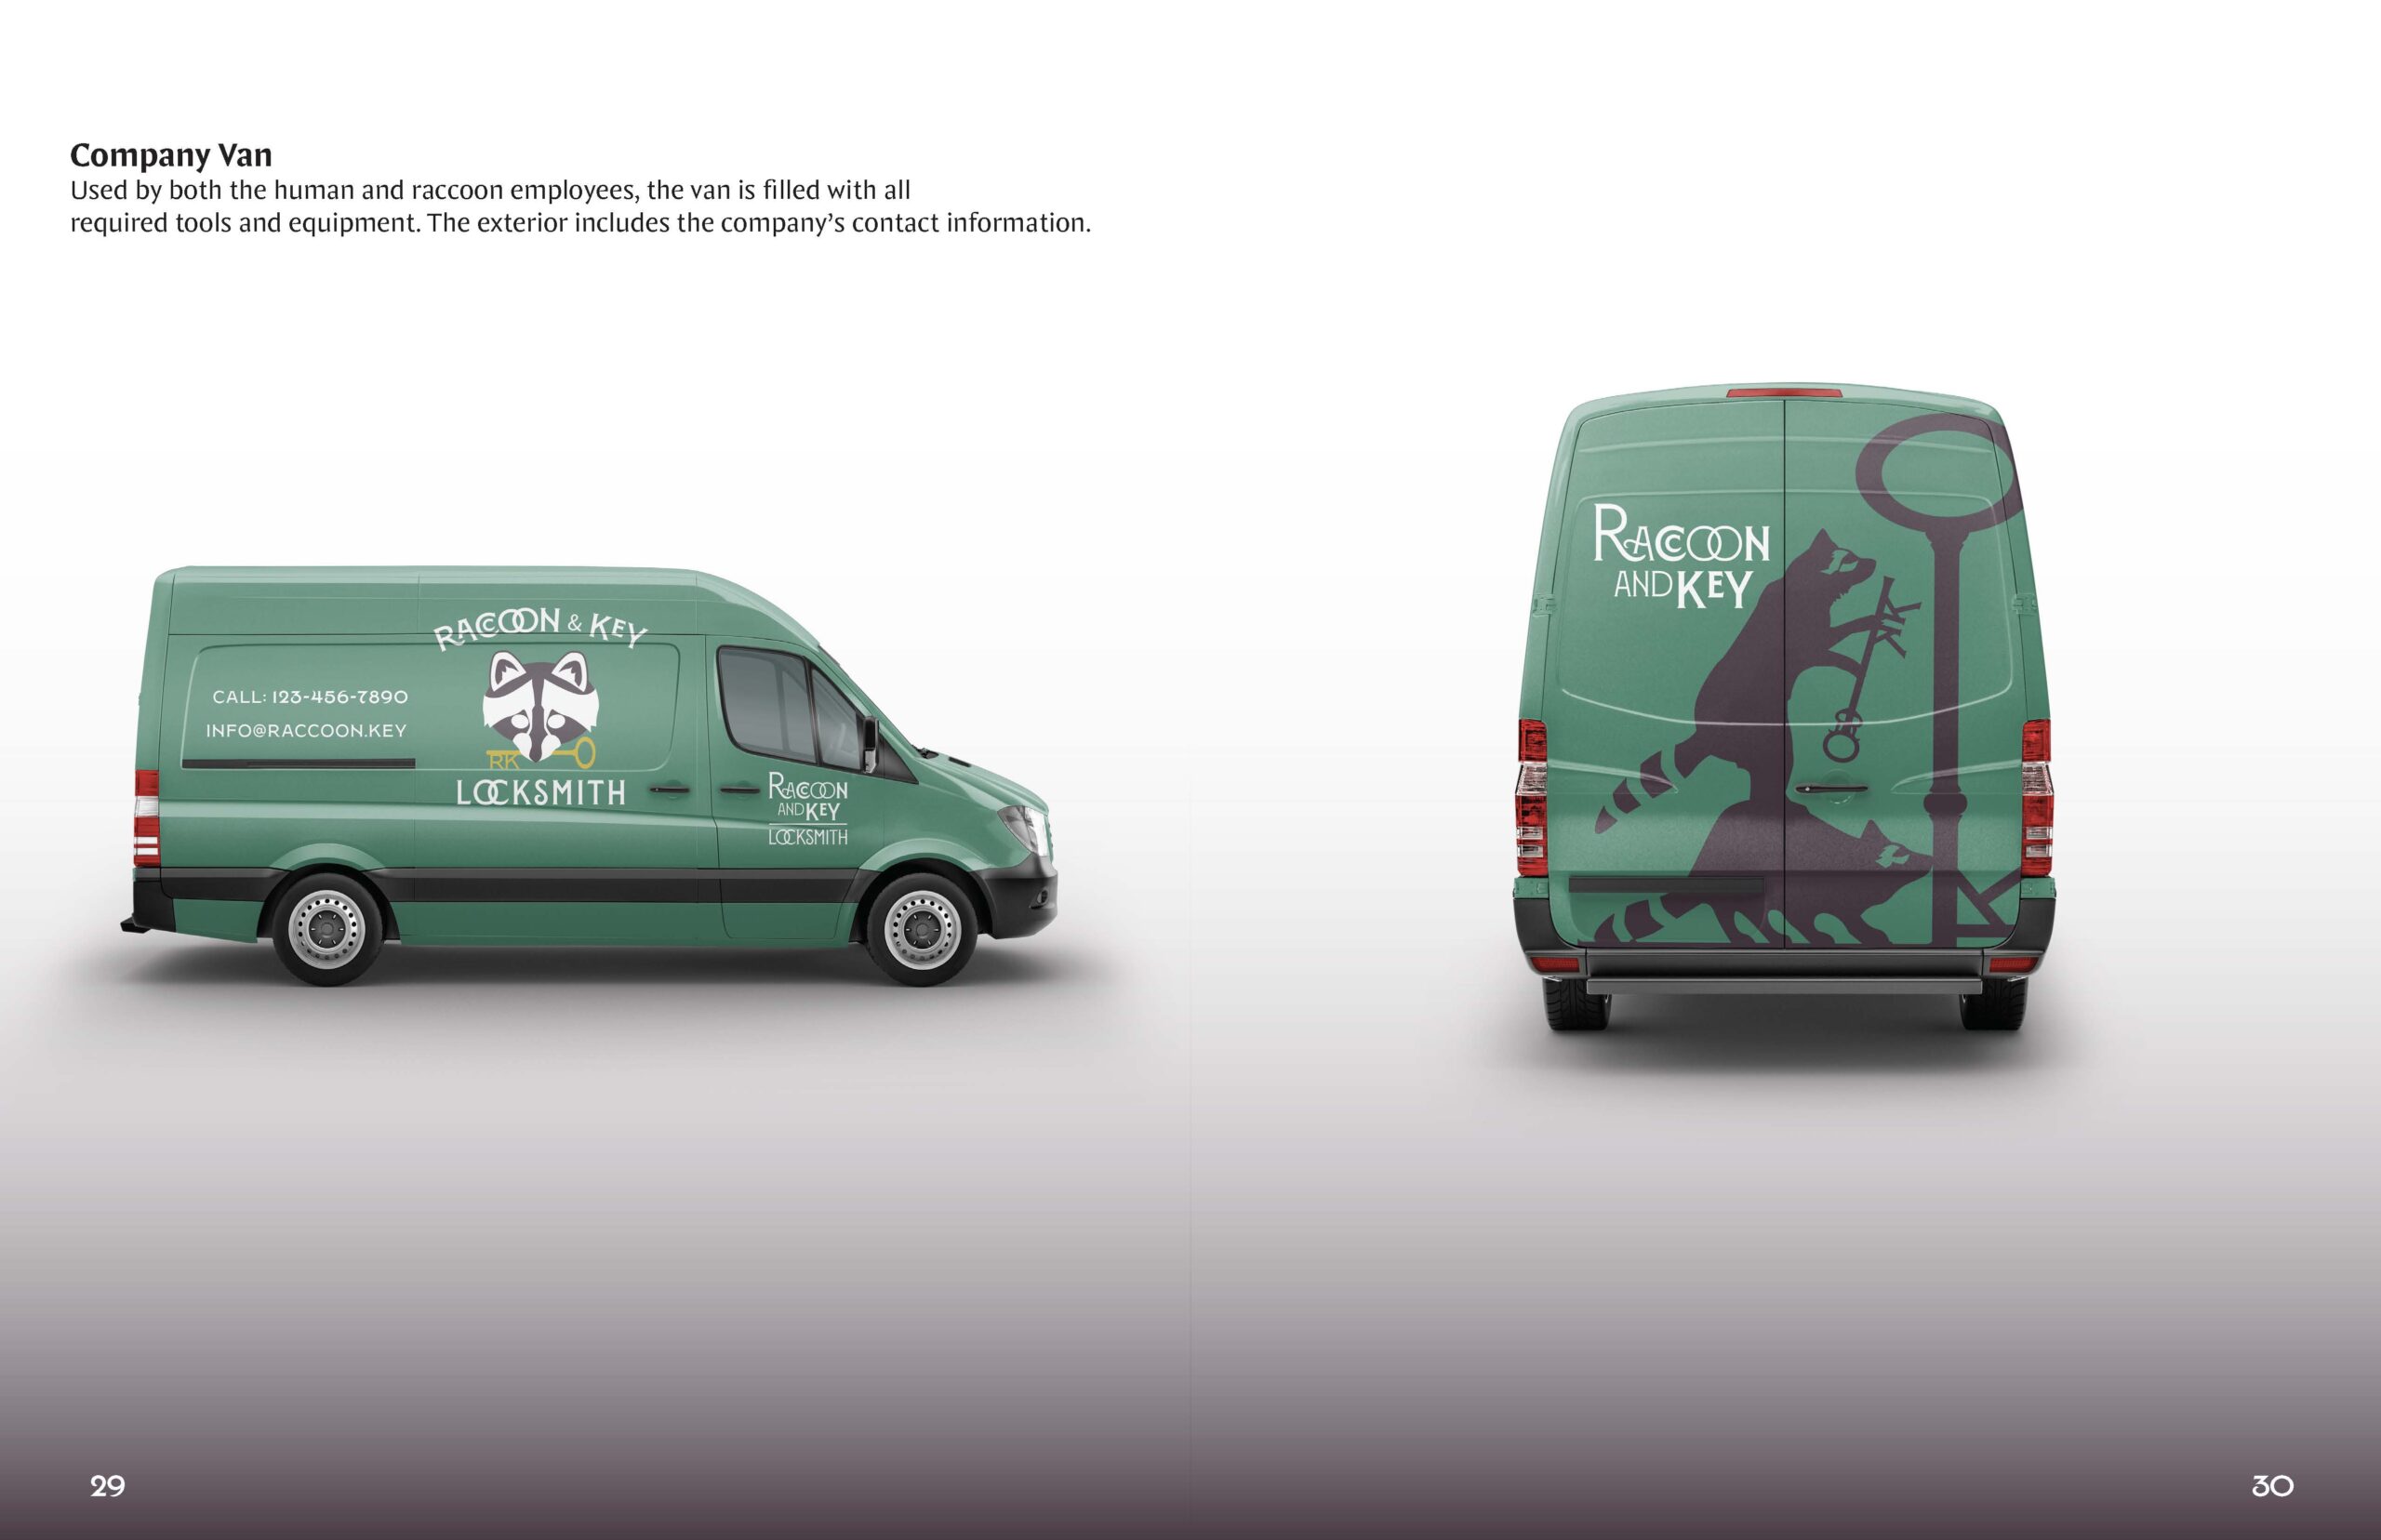 Company Van
Used by both the human and raccoon employees, the van is filled with all
required tools and equipment. The exterior includes the company's contact information.
RACCOON & KEY
CALL: 123-456-7890
INFO@RACCOON.KEY
RK
LOCKSMITH
RACCOON
AND KEY
LOCKSMITH
RACCOON
AND KEY
RK
29
30